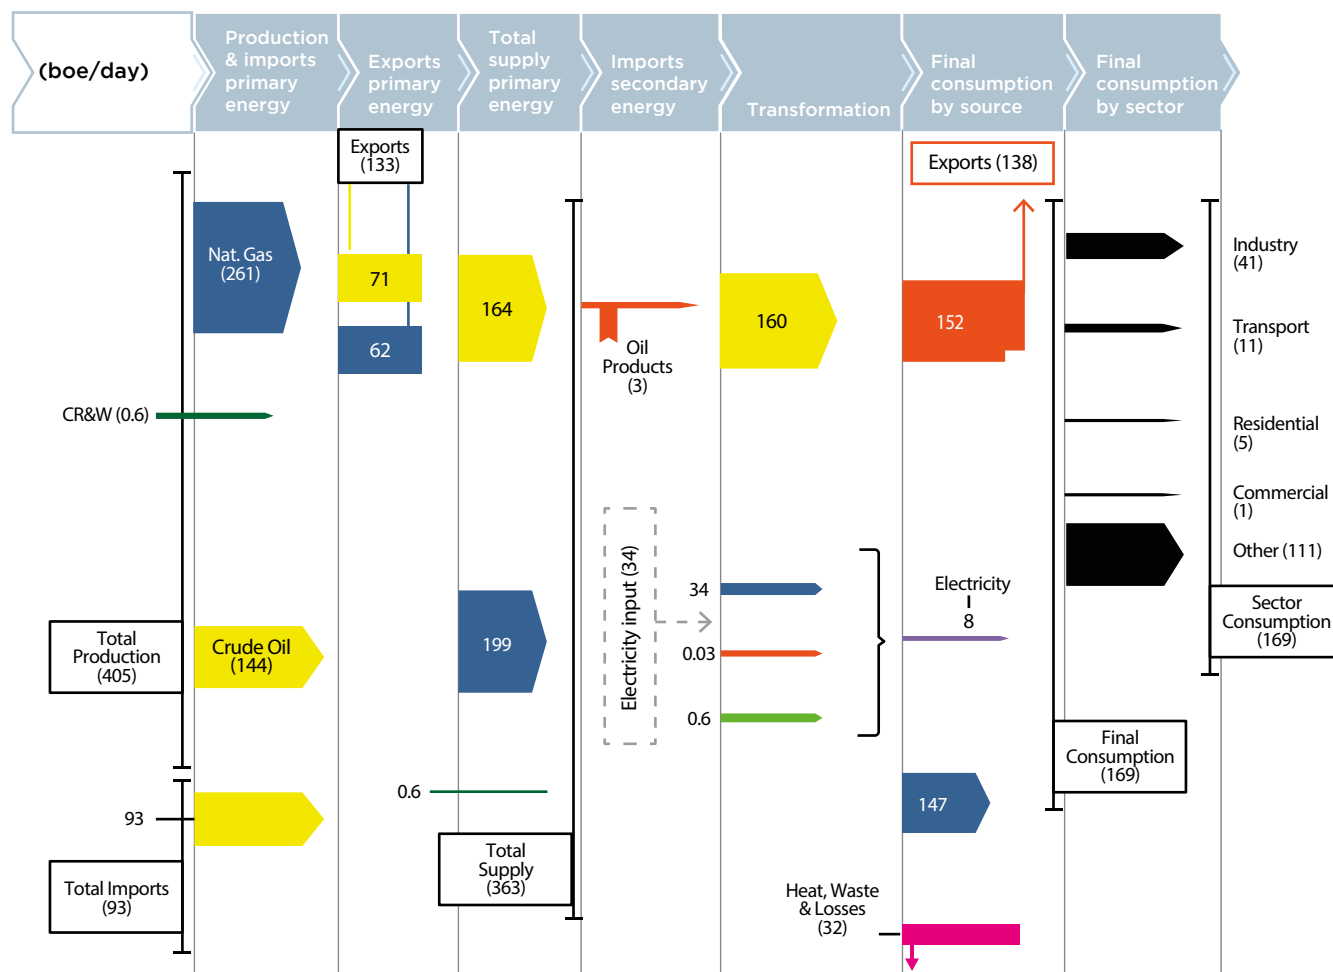 (boe/day)
Production
& imports
primary
energy
Exports
primary
energy
Total
supply
primary
energy
Imports
secondary
energy
Transformation
Final
consumption
by source
Final
consumption
by sector
Exports
(133)
Exports (138)
Nat. Gas
(261)
71
62
164
Oil
Products
(3)
160
152
Industry
(41)
Transport
(11)
CR&W (0.6)
Residential
(5)
Commercial
(1)
Other (111)
Electricity input (34)
34
0.03
0.6
Electricity
8
Total
Production
(405)
Crude Oil
(144)
199
Sector
Consumption
(169)
Final
Consumption
(169)
93
0.6
147
Total Imports
(93)
Total
Supply
(363)
Heat, Waste
& Losses
(32)